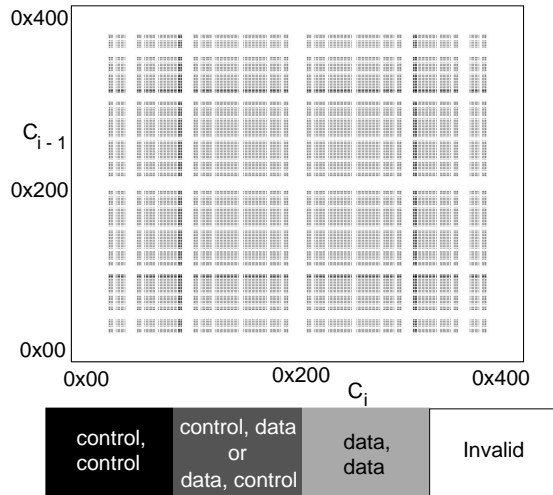 0x400
C i - 1
0x200
0x00
0x00
0x200
0x400
C i
control,
control
control, data
or
data, control
data,
data
Invalid